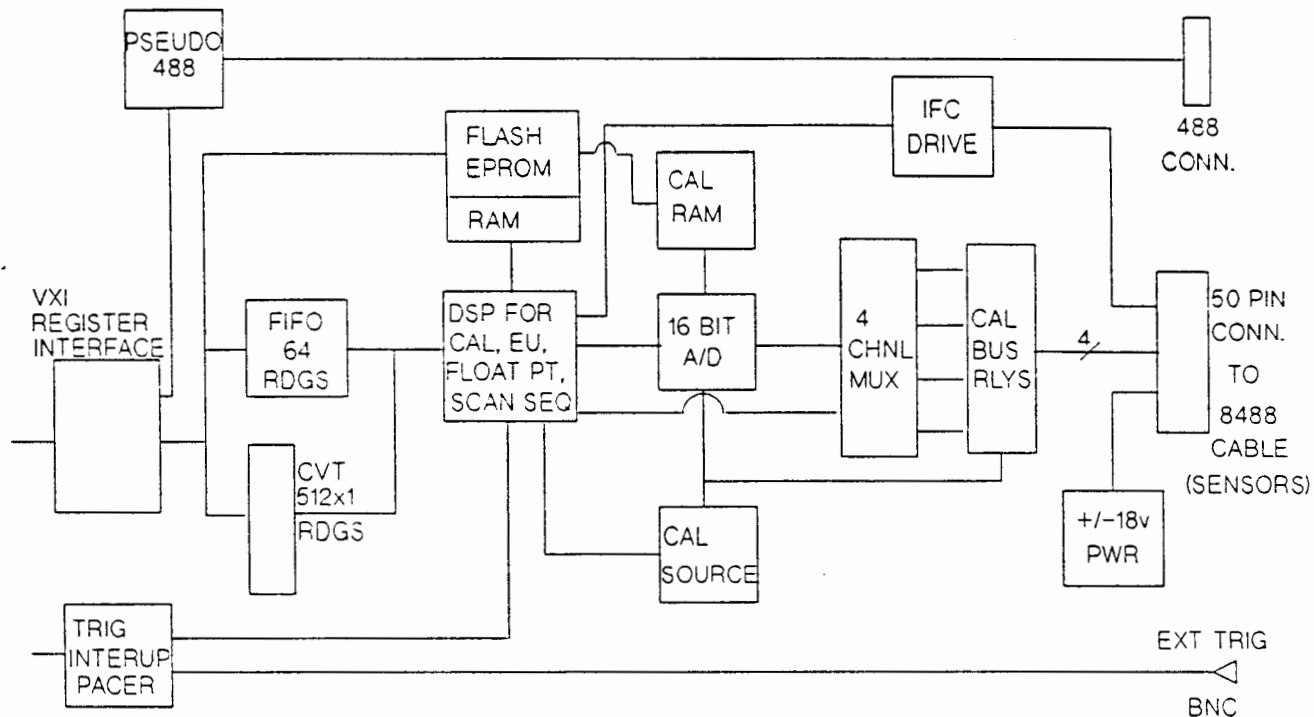 PSEUDO
488
488
CONN.
IFC
DRIVE
FLASH
EPROM
RAM
CAL
RAM
VXI
REGISTER
INTERFACE
FIFO
64
RDGS
DSP FOR
CAL, EU,
FLOAT PT,
SCAN SEQ
16 BIT
A/D
4
CHNL
MUX
CAL
BUS
RLYS
4
50 PIN
CONN.
TO
8488
CABLE
(SENSORS)
CVT
512x1
RDGS
CAL
SOURCE
+/-18v
PWR
TRIG
INTERUP
PACER
EXT TRIG
BNC